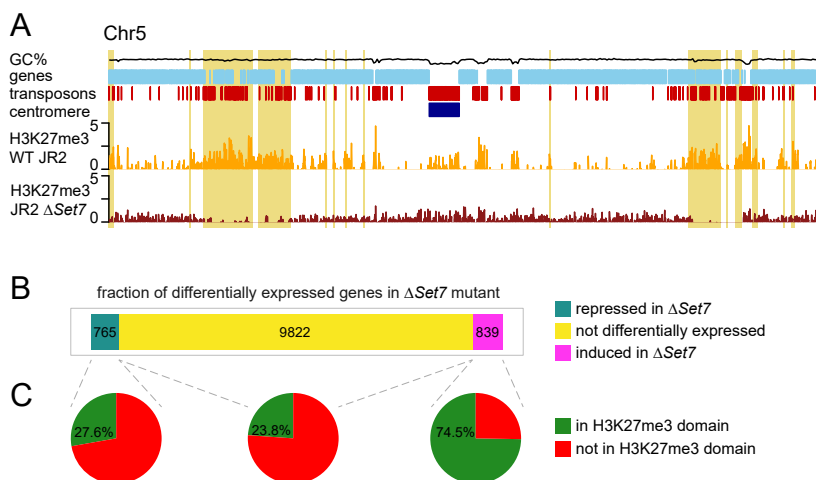 A
Chr5
GC%
genes
transposons
centromere
5
H3K27me3
WT JR2
0
5
H3K27me3
JR2 ΔSet7
0
B
fraction of differentially expressed genes in ΔSet7 mutant
765
9822
839
repressed in ΔSet7
not differentially expressed
induced in ΔSet7
C
27.6%
23.8%
74.5%
in H3K27me3 domain
not in H3K27me3 domain